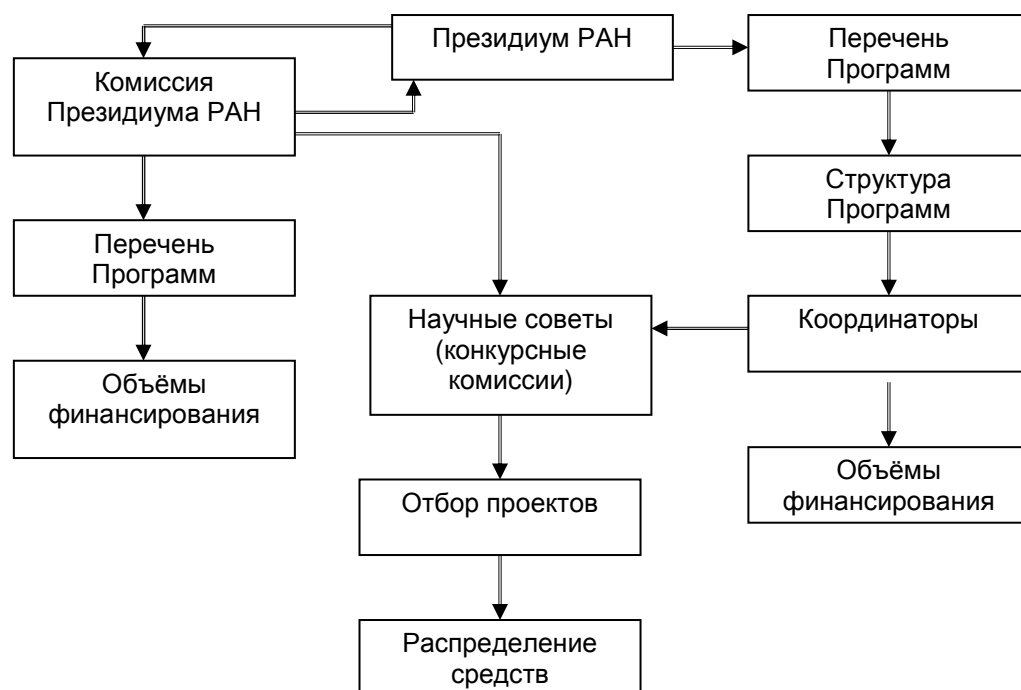 Президиум РАН
Перечень
Программ
Комиссия
Президиума РАН
Структура
Программ
Перечень
Программ
Научные советы
(конкурсные
комиссии)
Координаторы
Объёмы
финансирования
Объёмы
финансирования
Отбор проектов
Распределение
средств